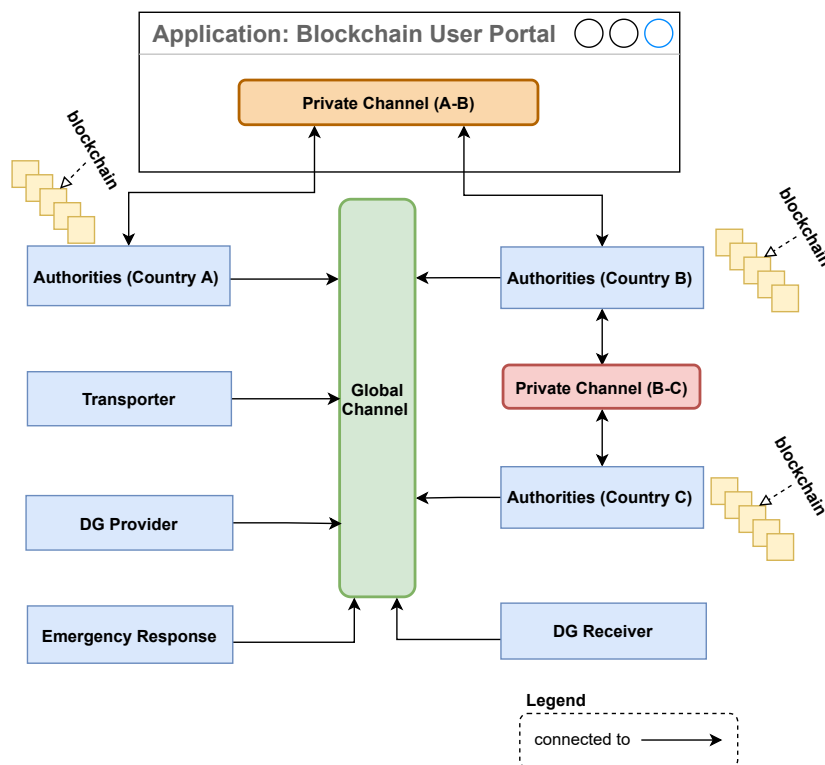 Application: Blockchain User Portal
Private Channel (A-B)
blockchain
blockchain
Authorities (Country A)
Authorities (Country B)
Private Channel (B-C)
Global
Channel
Transporter
blockchain
Authorities (Country C)
DG Provider
Emergency Response
DG Receiver
Legend
connected to